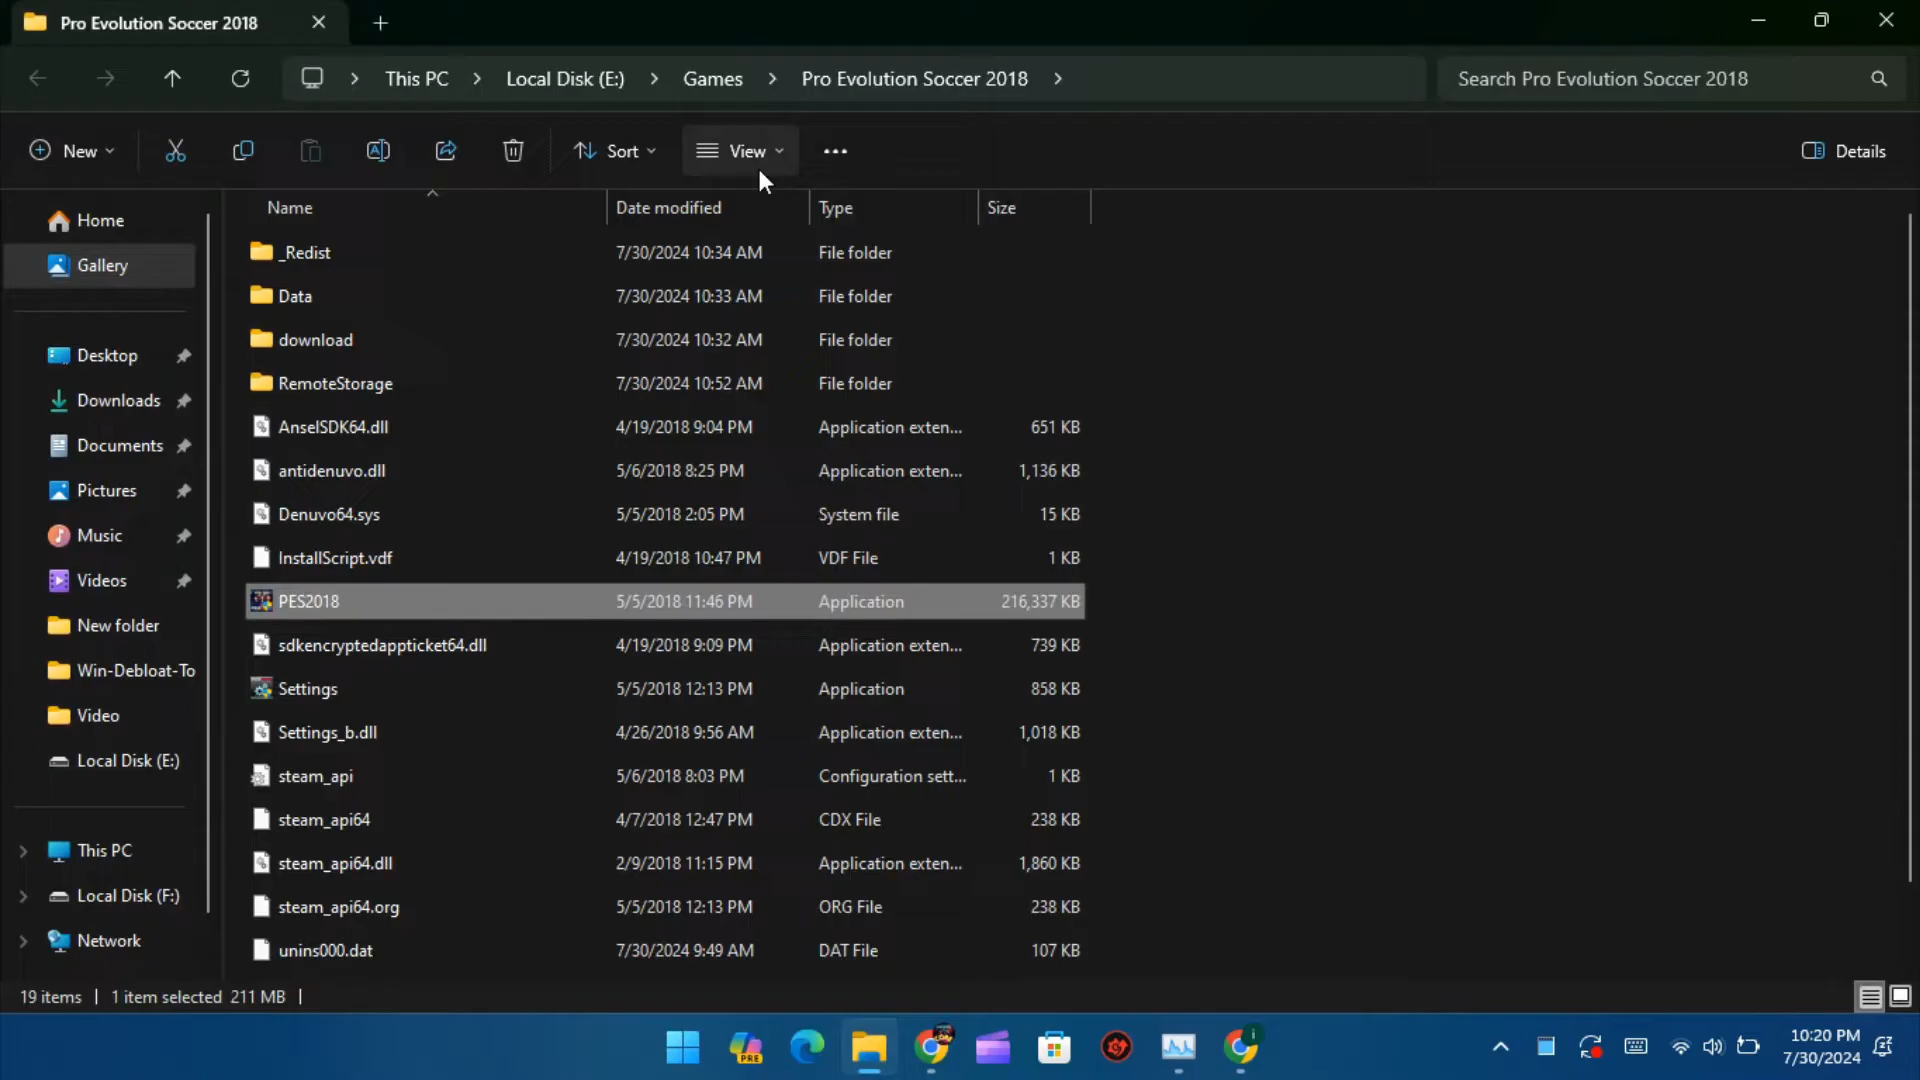 Pro Evolution Soccer 2018
This PC Local Disk (E:) Games Pro Evolution Soccer 2018
Search Pro Evolution Soccer 2018
New Sort View Details
Name Date modified Type Size
Home
Gallery
Desktop
Downloads
Documents
Pictures
Music
Videos
New folder
Win-Debloat-To
Video
Local Disk (E:)
This PC
Local Disk (F:)
Network
_Redist 7/30/2024 10:34 AM File folder
Data 7/30/2024 10:33 AM File folder
download 7/30/2024 10:32 AM File folder
RemoteStorage 7/30/2024 10:52 AM File folder
AnselSDK64.dll 4/19/2018 9:04 PM Application exten... 651 KB
antidenuvo.dll 5/6/2018 8:25 PM Application exten... 1,136 KB
Denuvo64.sys 5/5/2018 2:05 PM System file 15 KB
InstallScript.vdf 4/19/2018 10:47 PM VDF File 1 KB
PES2018 5/5/2018 11:46 PM Application 216,337 KB
sdkencryptedappticket64.dll 4/19/2018 9:09 PM Application exten... 739 KB
Settings 5/5/2018 12:13 PM Application 858 KB
Settings_b.dll 4/26/2018 9:56 AM Application exten... 1,018 KB
steam_api 5/6/2018 8:03 PM Configuration sett... 1 KB
steam_api64 4/7/2018 12:47 PM CDX File 238 KB
steam_api64.dll 2/9/2018 11:15 PM Application exten... 1,860 KB
steam_api64.org 5/5/2018 12:13 PM ORG File 238 KB
unins000.dat 7/30/2024 9:49 AM DAT File 107 KB
19 items 1 item selected 211 MB
PRE
10:20 PM
7/30/2024